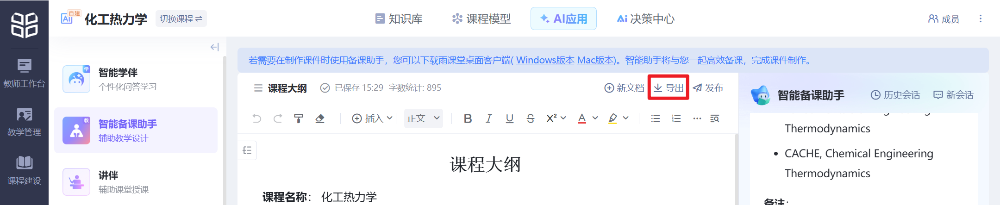 自建
Ai 化工热力学 切换课程
知识库 课程模型 AI应用 Ai 决策中心
成员
教师工作台
教学管理
课程建设
学
智能学伴
个性化问答学习
教
智能备课助手
辅助教学设计
讲伴
辅助课堂授课
若需要在制作课件时使用备课助手，您可以下载雨课堂桌面客户端( Windows版本 Mac版本)。智能助手将与您一起高效备课，完成课件制作。
课程大纲 已保存 15:29 字数统计: 895 新文档 导出 发布
插入 正文 B I U S X² A
课程大纲
课程名称： 化工热力学
智能备课助手 历史会话 新会话
Thermodynamics
• CACHE, Chemical Engineering
Thermodynamics
备注: